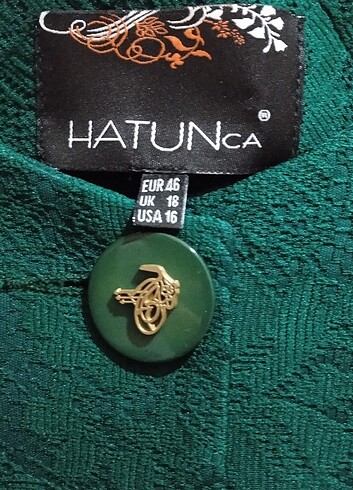 HATUNCA
®
EUR 46
UK 18
USA 16